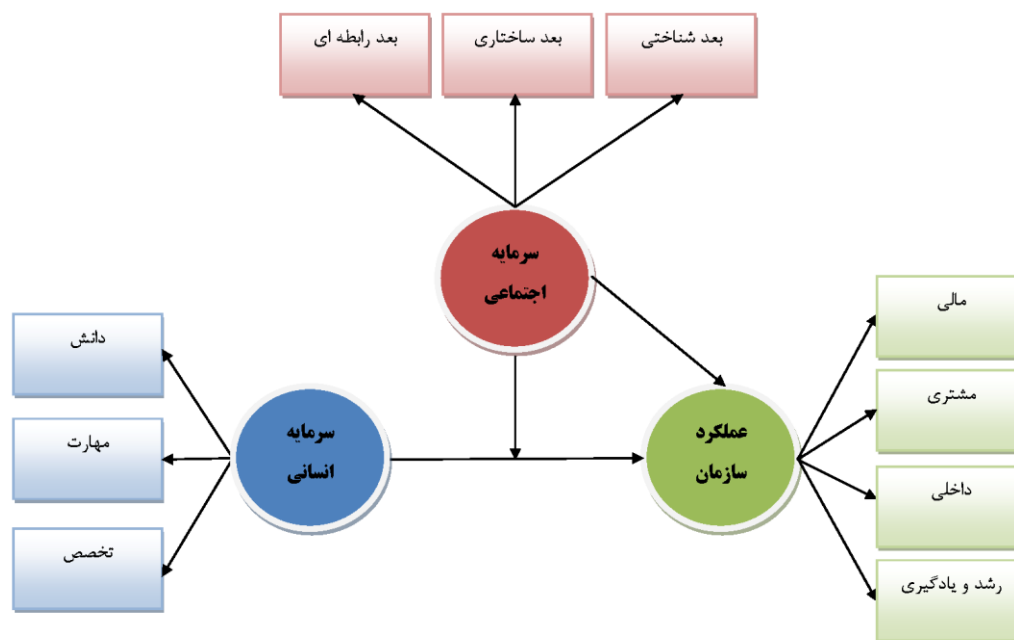 بعد شناختی
بعد ساختاری
بعد رابطه ای
سرمایه
اجتماعی
مالی
مشتری
داخلی
رشد و یادگیری
عملکرد
سازمان
سرمایه
انسانی
دانش
مهارت
تخصص